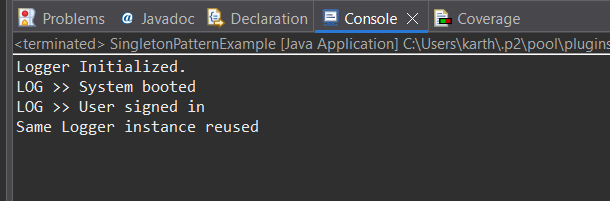 Problems @ Javadoc Declaration Console Coverage
<terminated> SingletonPatternExample [Java Application] C:\Users\karth\.p2\pool\plugins
Logger Initialized.
LOG >> System booted
LOG >> User signed in
Same Logger instance reused